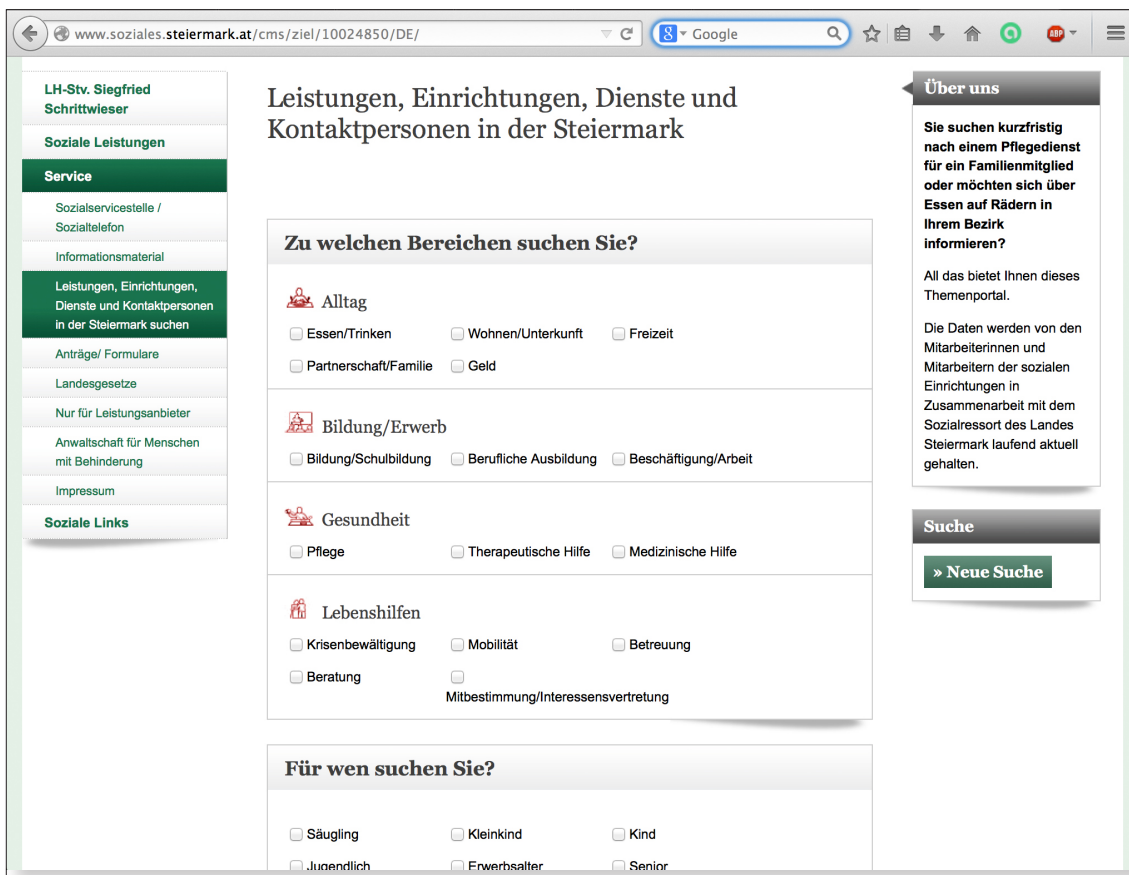 www.soziales.steiermark.at/cms/ziel/10024850/DE/
8
Google
ABP
LH-Stv. Siegfried
Schrittwieser
Soziale Leistungen
Service
Sozialservicestelle /
Sozialtelefon
Informationsmaterial
Leistungen, Einrichtungen,
Dienste und Kontaktpersonen
in der Steiermark suchen
Anträge/ Formulare
Landesgesetze
Nur für Leistungsanbieter
Anwaltschaft für Menschen
mit Behinderung
Impressum
Soziale Links
Leistungen, Einrichtungen, Dienste und
Kontaktpersonen in der Steiermark
Zu welchen Bereichen suchen Sie?
Alltag
Essen/Trinken Wohnen/Unterkunft Freizeit
Partnerschaft/Familie Geld
Bildung/Erwerb
Bildung/Schulbildung Berufliche Ausbildung Beschäftigung/Arbeit
Gesundheit
Pflege Therapeutische Hilfe Medizinische Hilfe
Lebenshilfen
Krisenbewältigung Mobilität Betreuung
Beratung
Mitbestimmung/Interessensvertretung
Für wen suchen Sie?
Säugling Kleinkind Kind
Jugendlich Erwerbsalter Senior
Über uns
Sie suchen kurzfristig
nach einem Pflegedienst
für ein Familienmitglied
oder möchten sich über
Essen auf Rädern in
Ihrem Bezirk
informieren?
All das bietet Ihnen dieses
Themenportal.
Die Daten werden von den
Mitarbeiterinnen und
Mitarbeitern der sozialen
Einrichtungen in
Zusammenarbeit mit dem
Sozialressort des Landes
Steiermark laufend aktuell
gehalten.
Suche
» Neue Suche